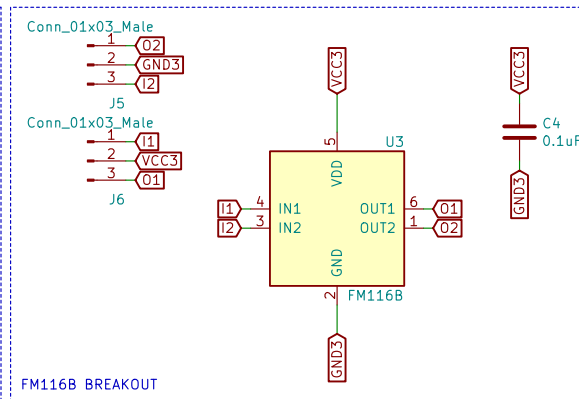 Conn_01x03_Male
1 O2
2 GND3
3 I2
J5
Conn_01x03_Male
1 I1
2 VCC3
3 O1
J6
VCC3
5
U3
VDD
I1 4 IN1
I2 3 IN2
OUT1 6 O1
OUT2 1 O2
GND
2
FM116B
GND3
VCC3
C4
0.1uF
GND3
FM116B BREAKOUT